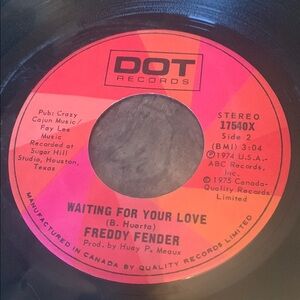 DOT
RECORDS
Pub: Crazy
Cajun Music/
Fay Lee
Music
Recorded at
Sugar Hill
Studio, Houston,
Texas
STEREO
17540X
Side 2
(BMI) 3:04
℗1974 U.S.A.-
ABC Records,
Inc.
©1975 Canada-
Quality Records
Limited
WAITING FOR YOUR LOVE
(B. Huerta)
FREDDY FENDER
Prod. by Huey P. Meaux
MANUFACTURED IN CANADA BY QUALITY RECORDS LIMITED